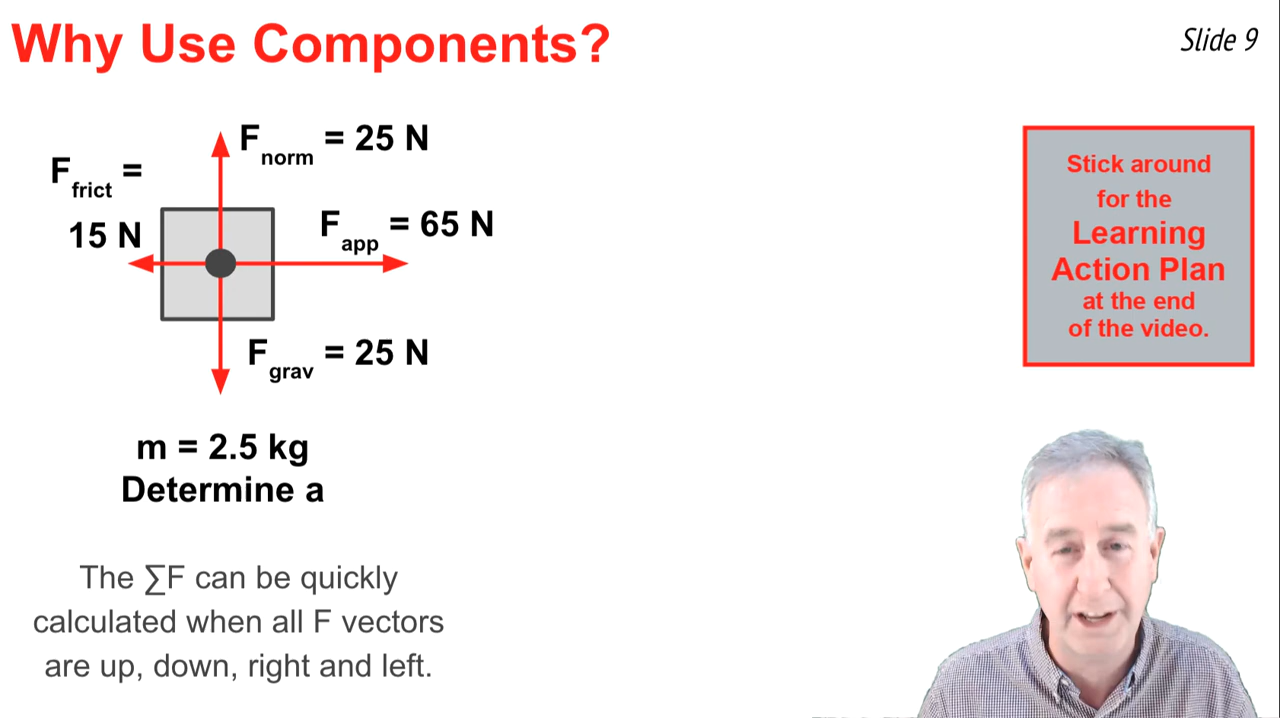 Why Use Components?
Slide 9
F norm = 25 N
F frict =
15 N
F app = 65 N
F grav = 25 N
m = 2.5 kg
Determine a
The ∑F can be quickly
calculated when all F vectors
are up, down, right and left.
Stick around
for the
Learning
Action Plan
at the end
of the video.